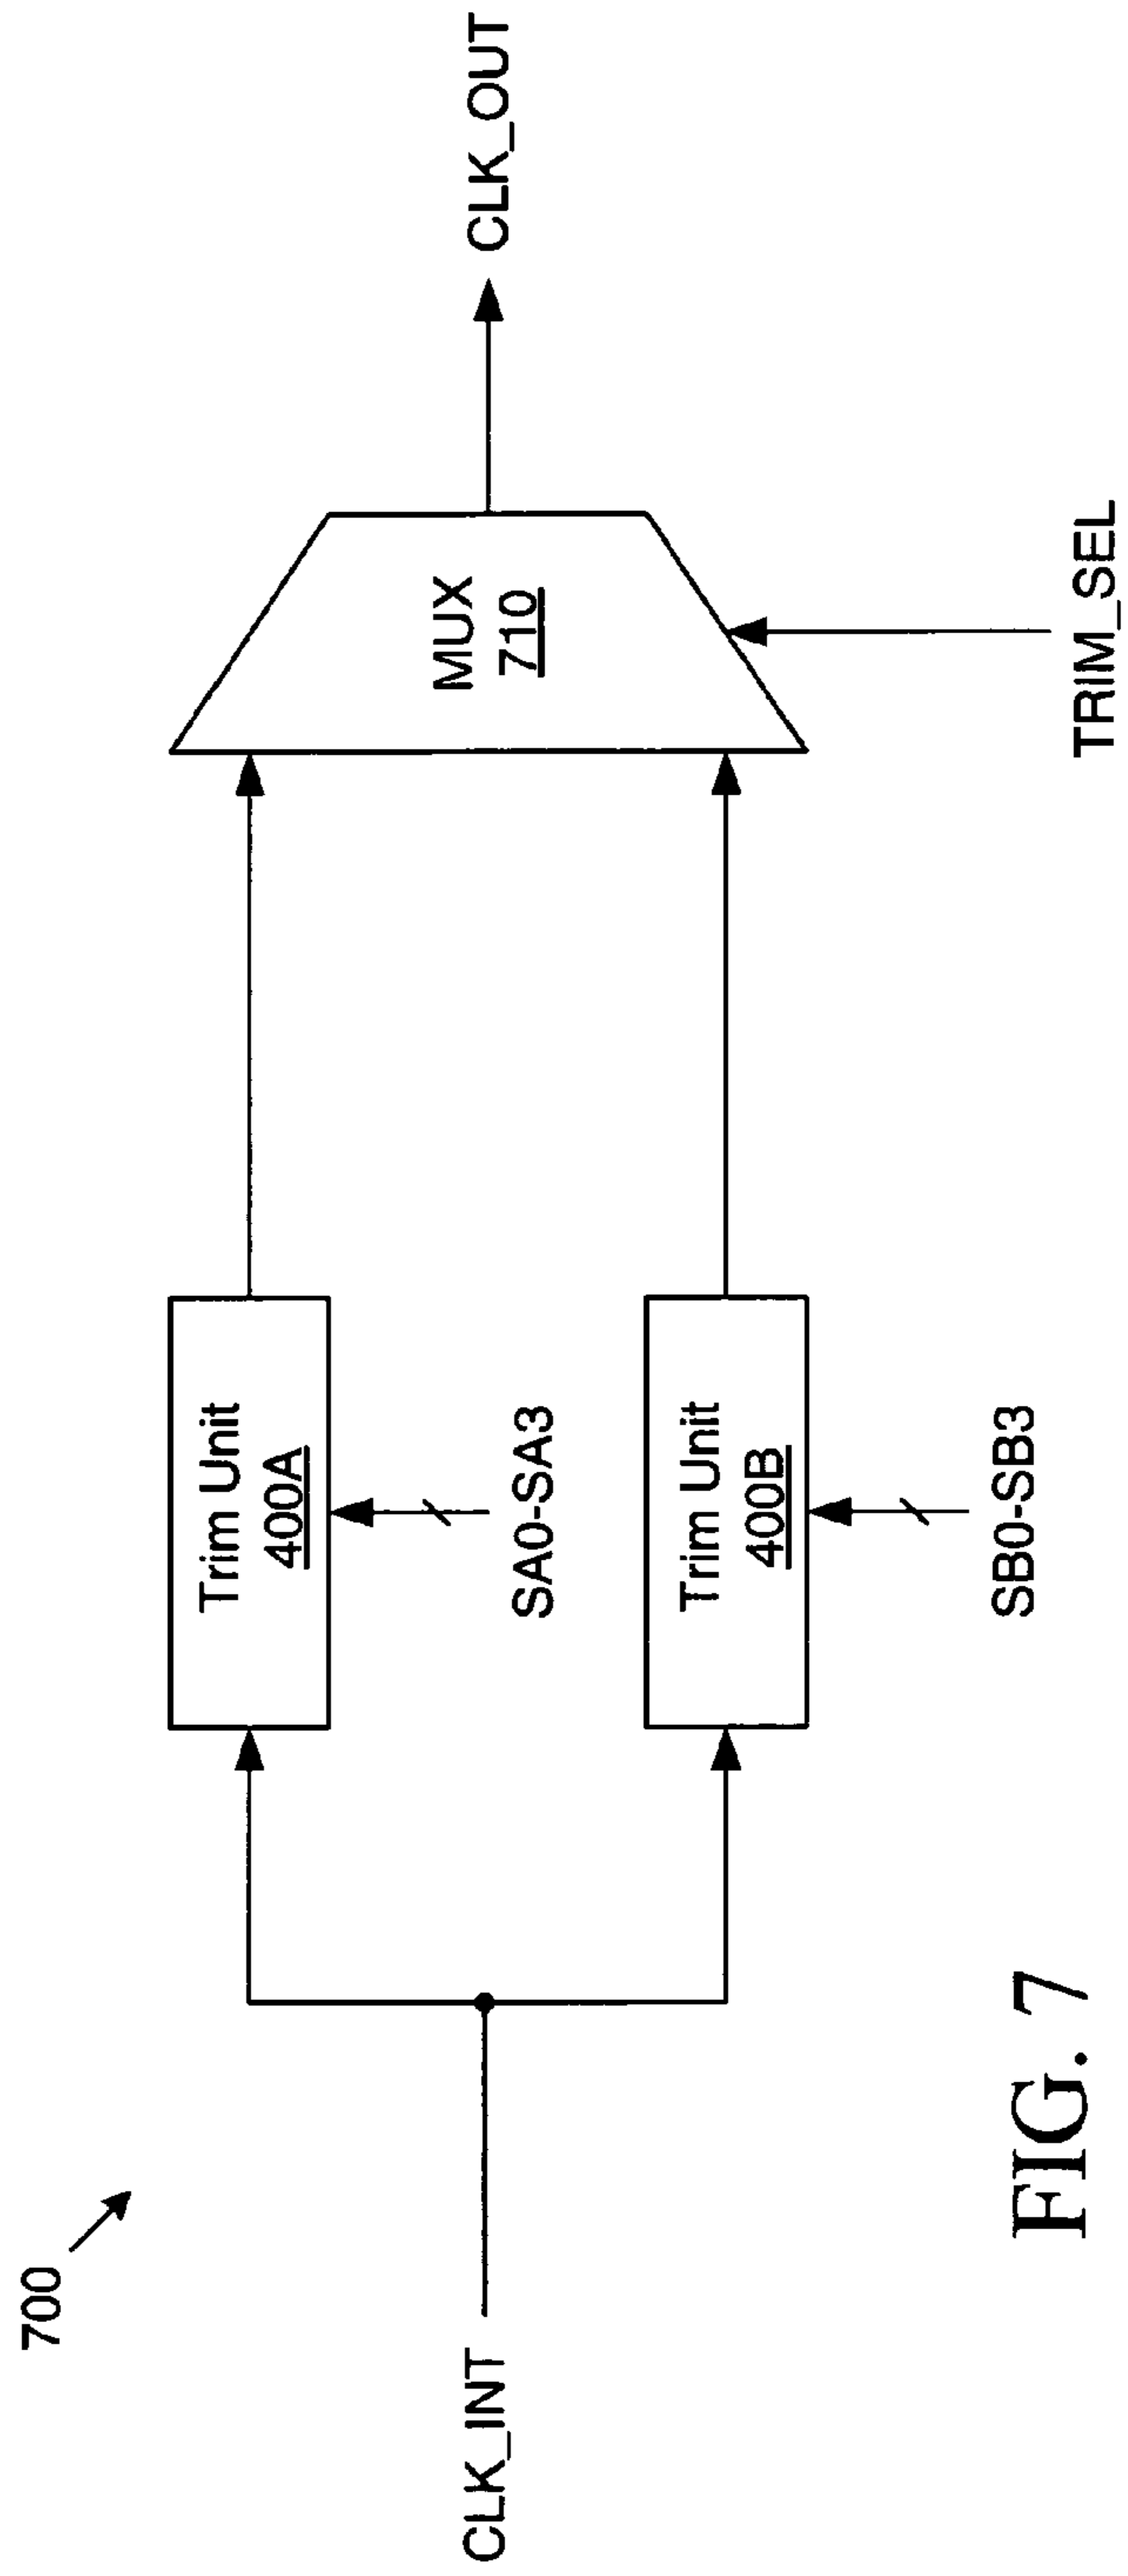 700
CLK_INT
Trim Unit
400A
SA0-SA3
Trim Unit
400B
SB0-SB3
MUX
710
TRIM_SEL
CLK_OUT
FIG. 7